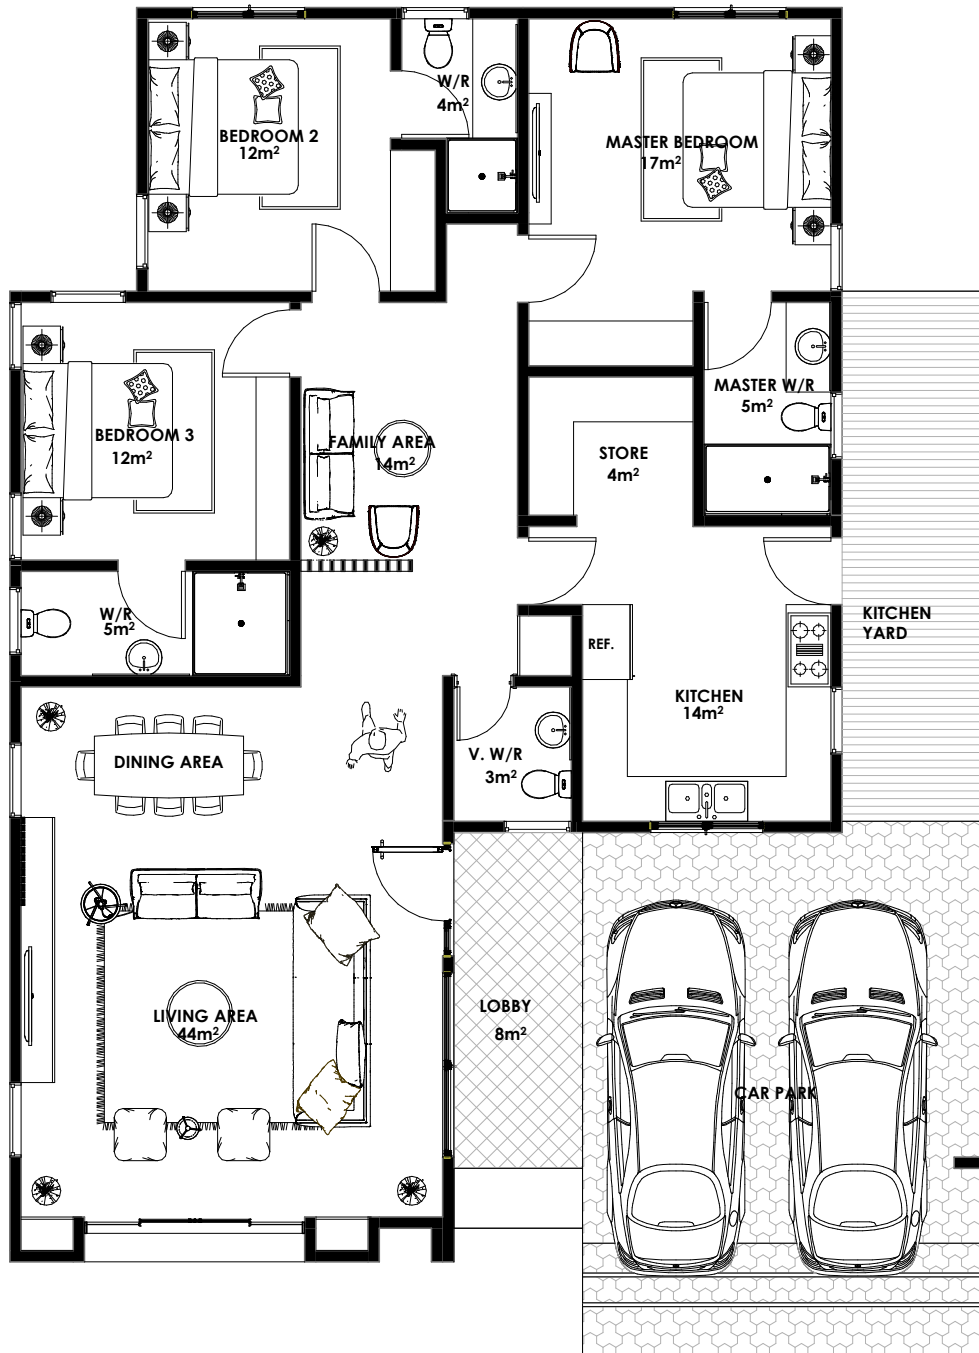 W/R
4m²
BEDROOM 2
12m²
MASTER BEDROOM
17m²
MASTER W/R
5m²
BEDROOM 3
12m²
FAMILY AREA
14m²
STORE
4m²
W/R
5m²
KITCHEN
YARD
REF.
KITCHEN
14m²
DINING AREA
V. W/R
3m²
LIVING AREA
44m²
LOBBY
8m²
CAR PARK